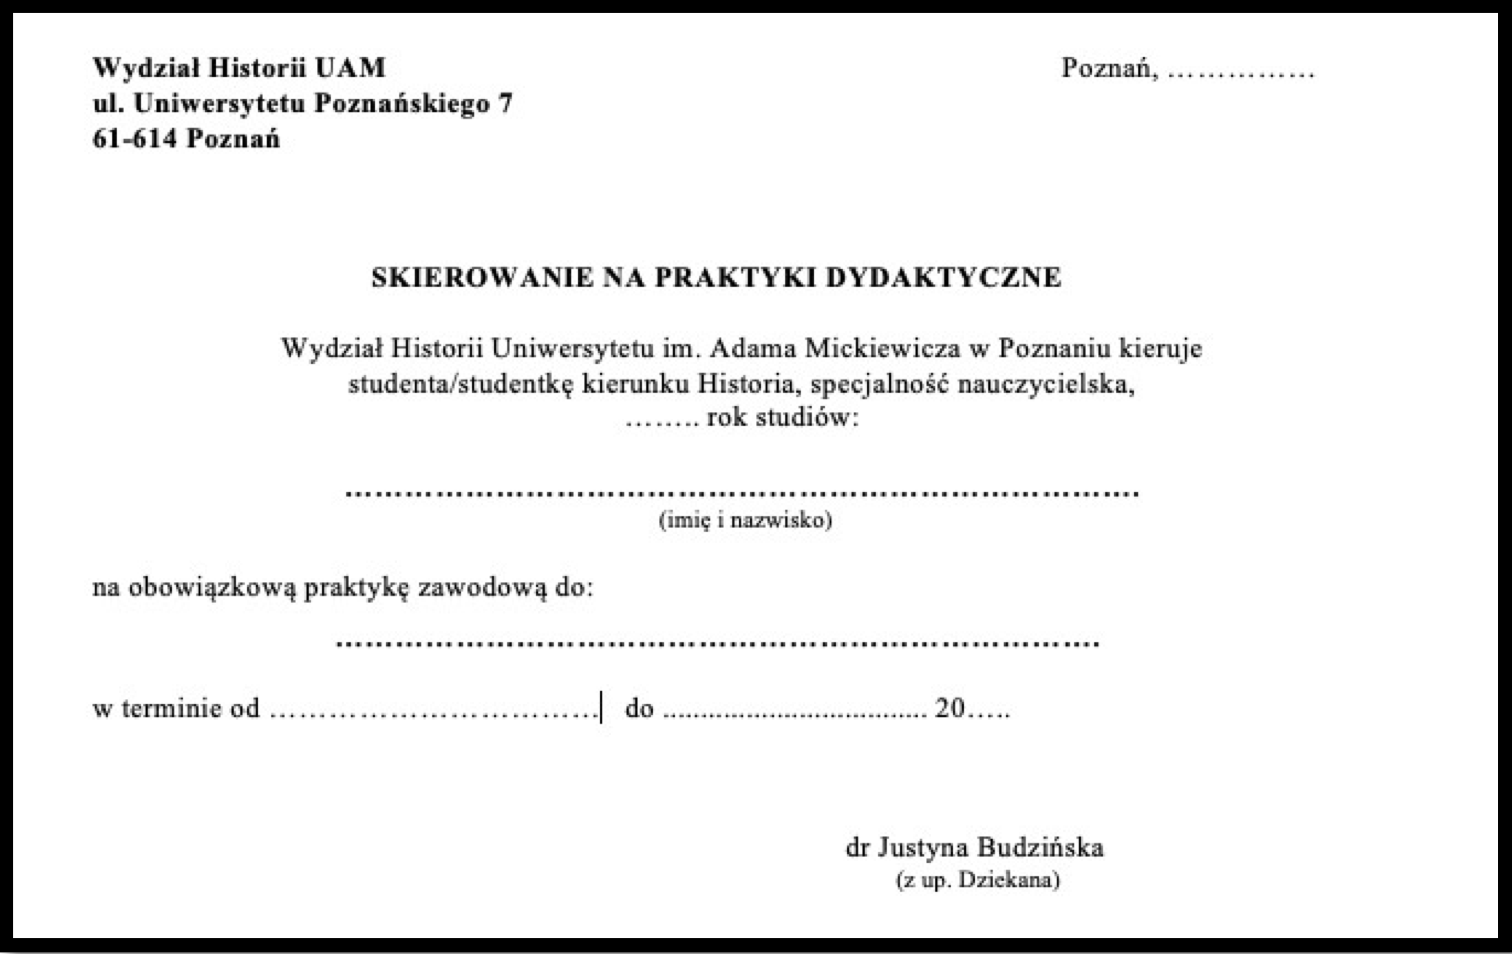 Wydział Historii UAM
Poznań, ……………
ul. Uniwersytetu Poznańskiego 7
61-614 Poznań
SKIEROWANIE NA PRAKTYKI DYDAKTYCZNE
Wydział Historii Uniwersytetu im. Adama Mickiewicza w Poznaniu kieruje
studenta/studentkę kierunku Historia, specjalność nauczycielska,
…….. rok studiów:
…………………………………………………………………….
(imię i nazwisko)
na obowiązkową praktykę zawodową do:
………………………………………………………………….
w terminie od …………………………… do ................................... 20…..
dr Justyna Budzińska
(z up. Dziekana)